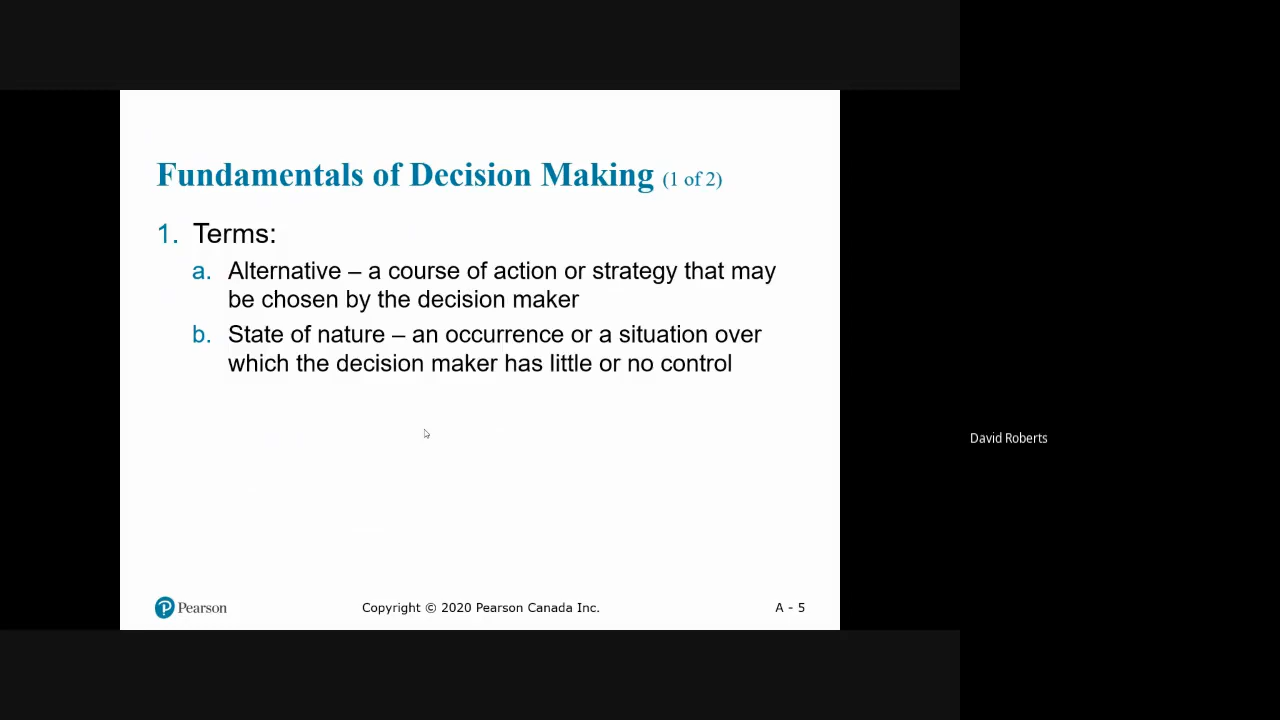 Fundamentals of Decision Making (1 of 2)
1. Terms:
a. Alternative – a course of action or strategy that may
be chosen by the decision maker
b. State of nature – an occurrence or a situation over
which the decision maker has little or no control
David Roberts
Pearson
Copyright © 2020 Pearson Canada Inc.
A - 5